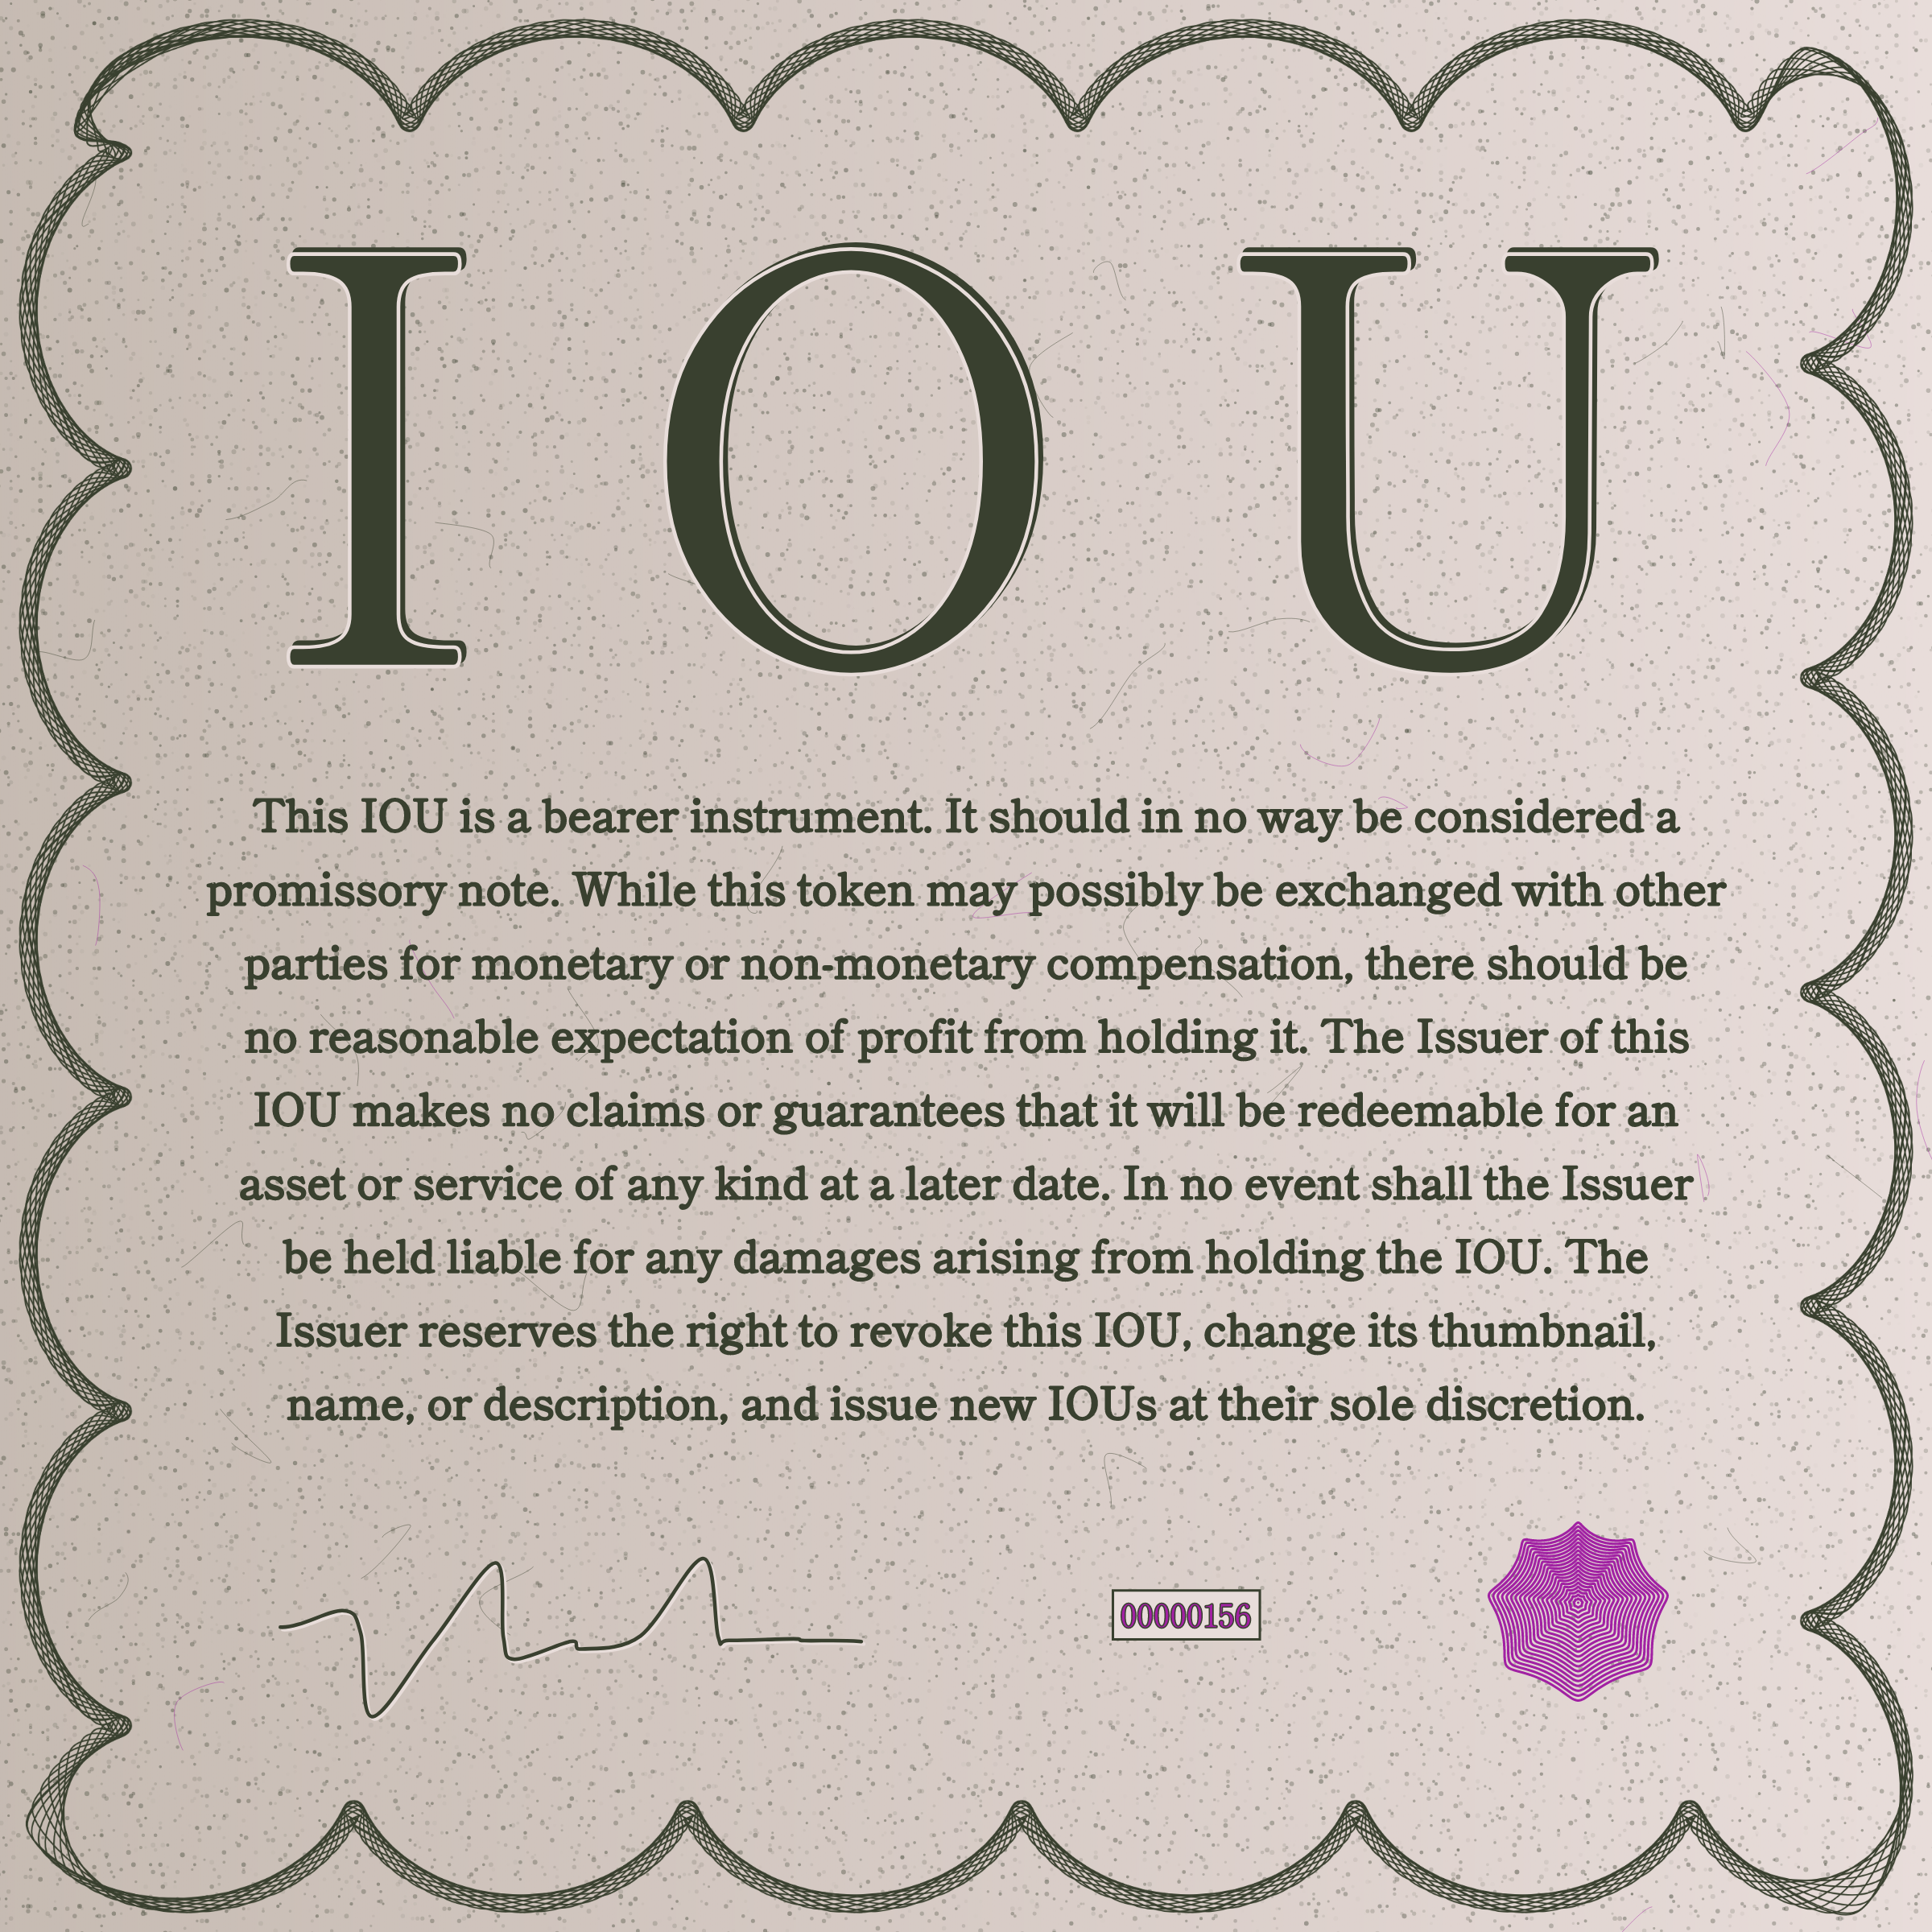 I O U
This IOU is a bearer instrument. It should in no way be considered a
promissory note. While this token may possibly be exchanged with other
parties for monetary or non-monetary compensation, there should be
no reasonable expectation of profit from holding it. The Issuer of this
IOU makes no claims or guarantees that it will be redeemable for an
asset or service of any kind at a later date. In no event shall the Issuer
be held liable for any damages arising from holding the IOU. The
Issuer reserves the right to revoke this IOU, change its thumbnail,
name, or description, and issue new IOUs at their sole discretion.
00000156